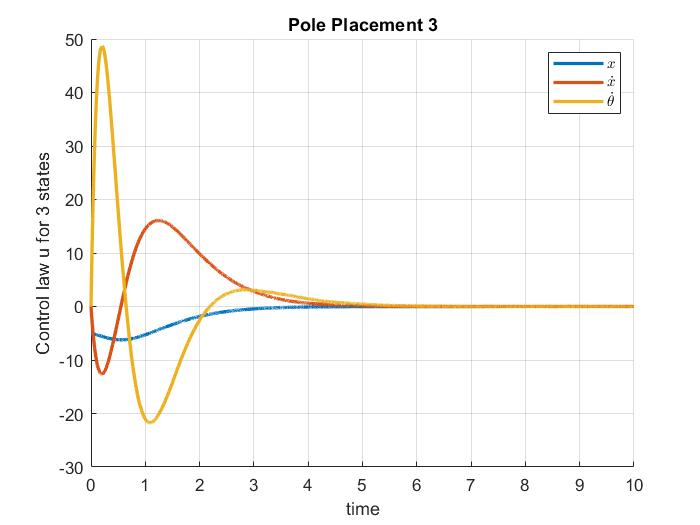 Pole Placement 3
50
40
30
20
10
0
-10
-20
-30
Control law u for 3 states
x
ẋ
θ̇
0 1 2 3 4 5 6 7 8 9 10
time